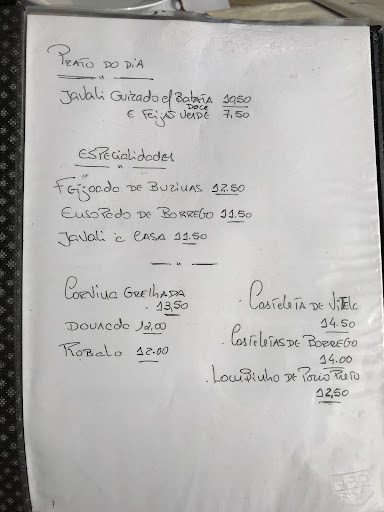 PRATO DO DIA
Javali Guizado c/ Batata Doce 10,50
E FEIJÃO VERDE 7,50
ESPECIALIDADES
FEIJOADA DE BUZINAS 12.50
ENSOPADO DE BORREGO 11.50
JAVALI à CASA 11.50
CORVINA GRELHADA
. 13,50
DOURADO 12,00
ROBALO 12.00
. COSTELETA DE VITELA
14.50
. COSTELETAS DE BORREGO
14.00
. LOMBINHO DE PORCO PRETO
12,50